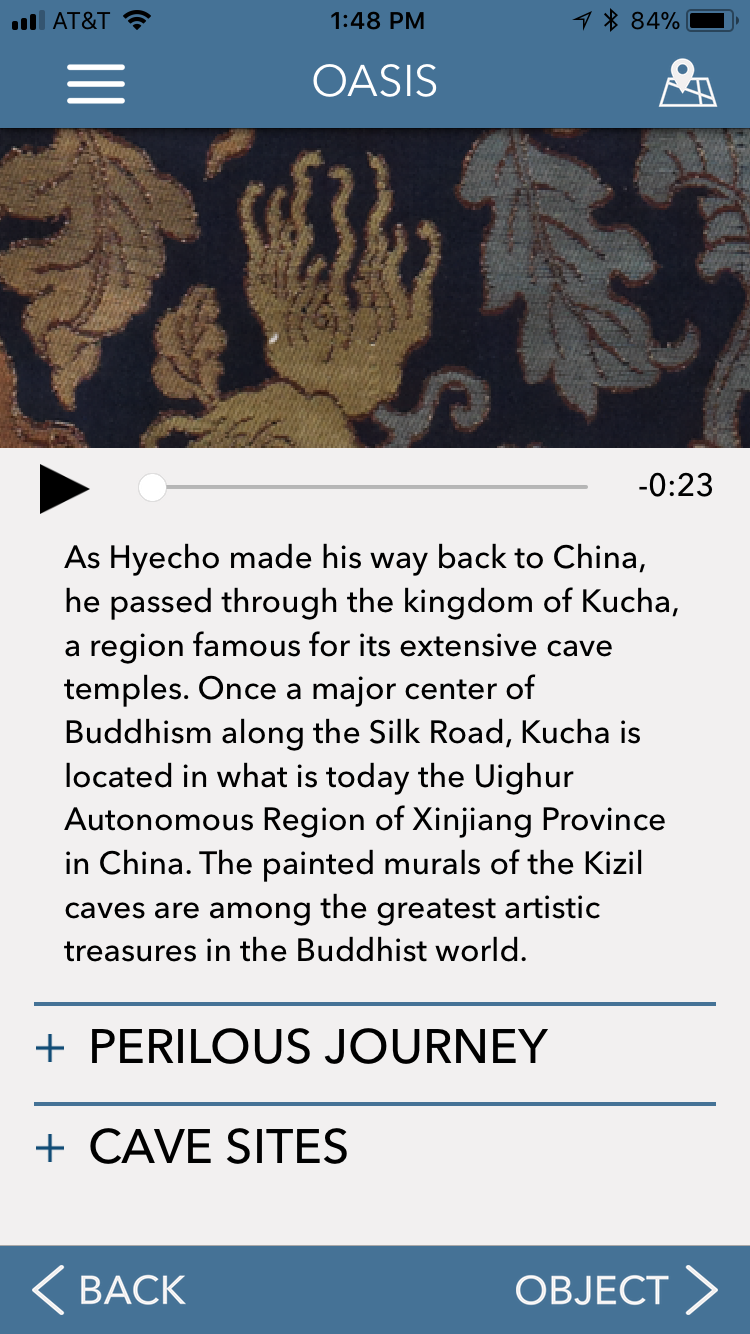 AT&T 1:48 PM 84%
OASIS
-0:23
As Hyecho made his way back to China,
he passed through the kingdom of Kucha,
a region famous for its extensive cave
temples. Once a major center of
Buddhism along the Silk Road, Kucha is
located in what is today the Uighur
Autonomous Region of Xinjiang Province
in China. The painted murals of the Kizil
caves are among the greatest artistic
treasures in the Buddhist world.
+ PERILOUS JOURNEY
+ CAVE SITES
BACK OBJECT